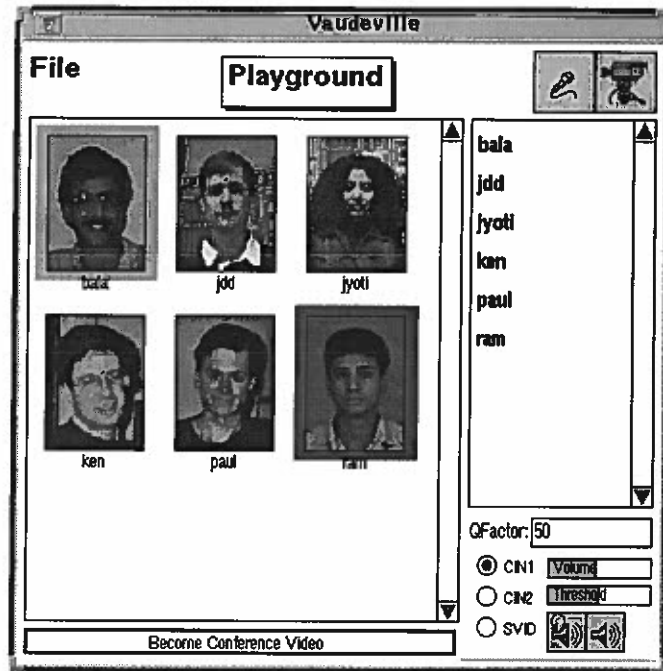 Vaudeville
File
Playground
bala
jdd
jyoti
ken
paul
ram
bala
jdd
jyoti
ken
paul
ram
QFactor: 50
CIN1
Volume
CIN2
Threshold
SVID
Become Conference Video